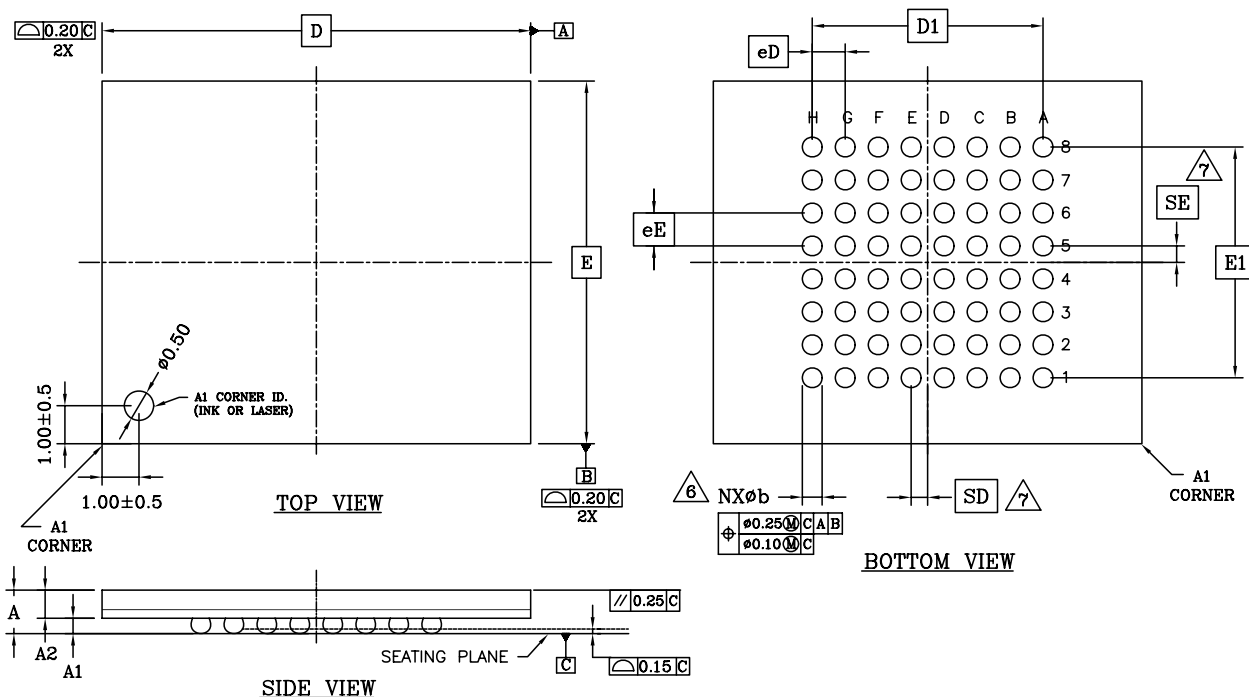 ⌓ 0.20 C
2X
D
A
E
Ø0.50
A1 CORNER ID.
(INK OR LASER)
1.00±0.5
1.00±0.5
B
⌓ 0.20 C
2X
TOP VIEW
A1
CORNER
D1
eD
H G F E D C B A
8
7
6
5
4
3
2
1
7
SE
eE
E1
6 NXøb
SD
7
⌖ ø0.25 Ⓜ C A B
ø0.10 Ⓜ C
A1
CORNER
BOTTOM VIEW
A
A2
A1
// 0.25 C
SEATING PLANE
C
⌓ 0.15 C
SIDE VIEW